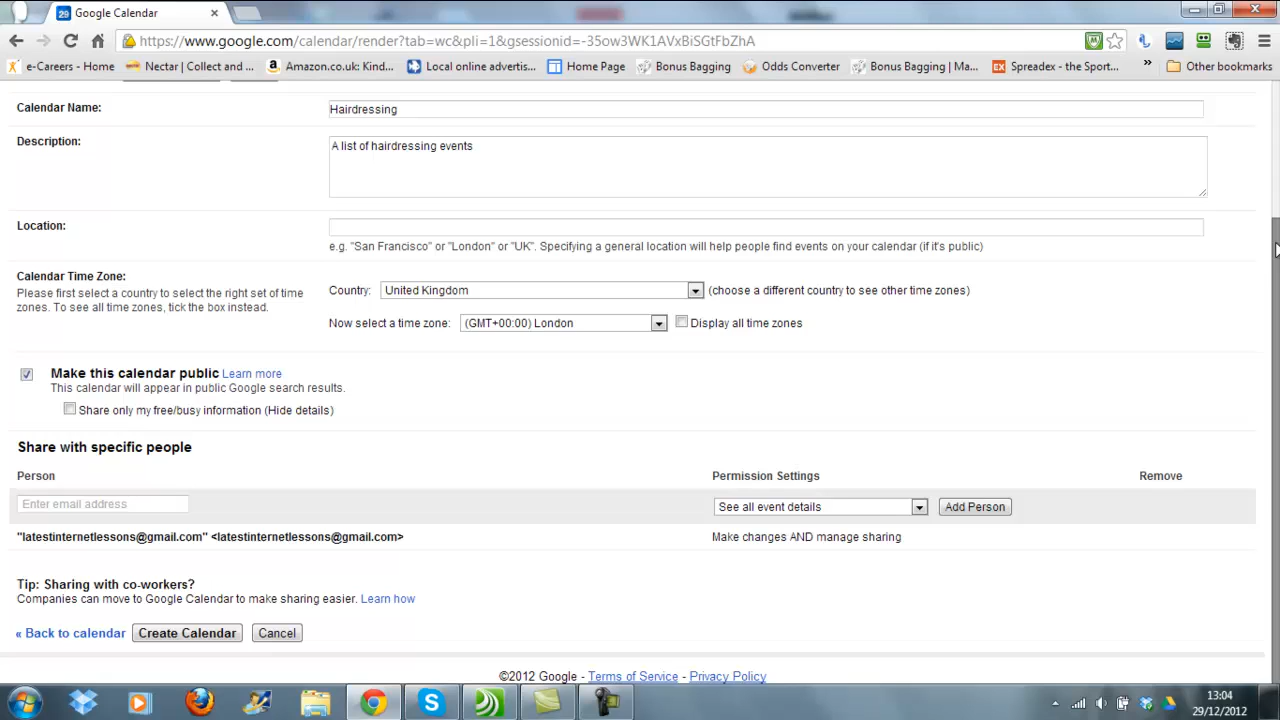 29 Google Calendar
https://www.google.com/calendar/render?tab=wc&pli=1&gsessionid=-35ow3WK1AVxBiSGtFbZhA
e-Careers - Home Nectar | Collect and ... Amazon.co.uk: Kind... Local online advertis... Home Page Bonus Bagging Odds Converter Bonus Bagging | Ma... EX Spreadex - the Sport... » Other bookmarks
Calendar Name: Hairdressing
Description: A list of hairdressing events
Location:
e.g. "San Francisco" or "London" or "UK". Specifying a general location will help people find events on your calendar (if it's public)
Calendar Time Zone:
Please first select a country to select the right set of time
zones. To see all time zones, tick the box instead.
Country: United Kingdom (choose a different country to see other time zones)
Now select a time zone: (GMT+00:00) London Display all time zones
Make this calendar public Learn more
This calendar will appear in public Google search results.
Share only my free/busy information (Hide details)
Share with specific people
Person Permission Settings Remove
Enter email address See all event details Add Person
"latestinternetlessons@gmail.com" <latestinternetlessons@gmail.com> Make changes AND manage sharing
Tip: Sharing with co-workers?
Companies can move to Google Calendar to make sharing easier. Learn how
« Back to calendar Create Calendar Cancel
©2012 Google - Terms of Service - Privacy Policy
13:04
29/12/2012